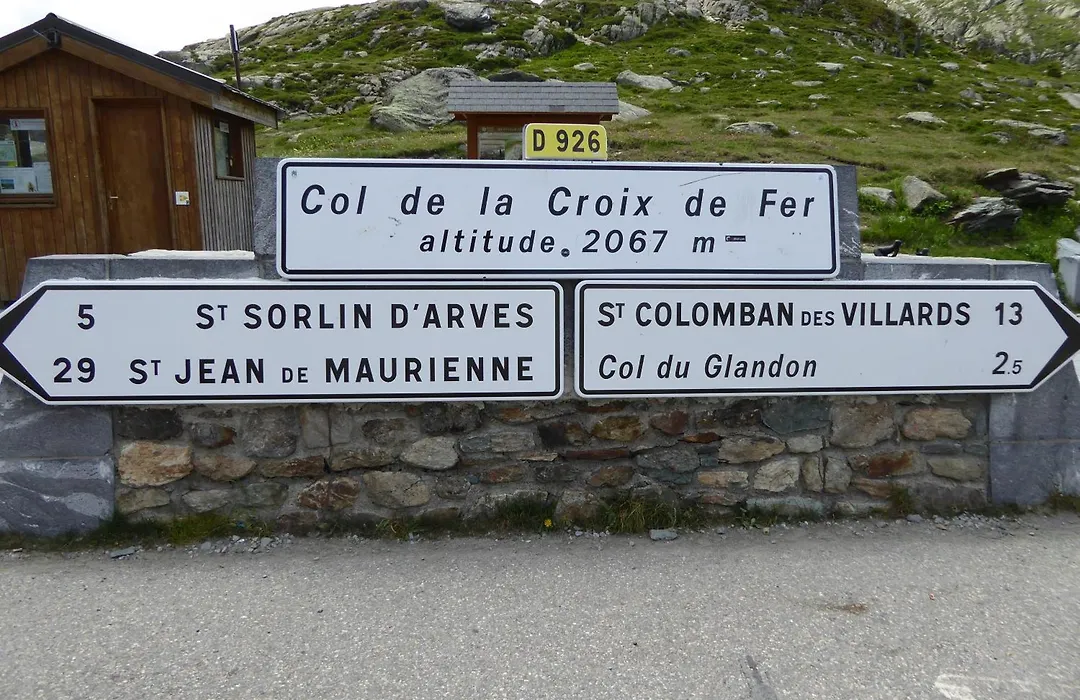 D 926
Col de la Croix de Fer
altitude. 2067 m
5 ST SORLIN D'ARVES
29 ST JEAN DE MAURIENNE
ST COLOMBAN DES VILLARDS 13
Col du Glandon 2.5